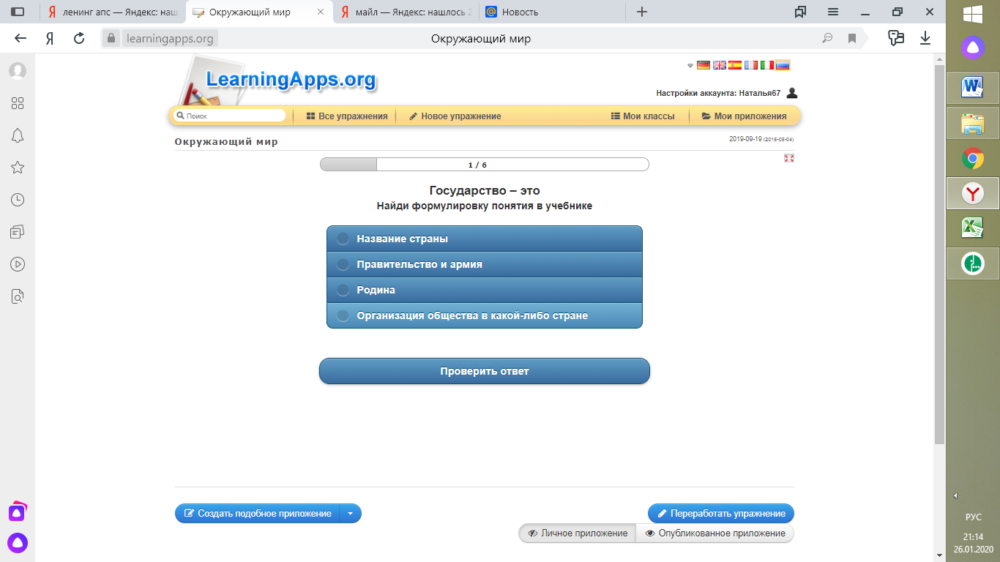 ленинг апс — Яндекс: наш
Окружающий мир
майл — Яндекс: нашлось 2
Новость
learningapps.org
Окружающий мир
LearningApps.org
Настройки аккаунта: Наталья67
Поиск
Все упражнения
Новое упражнение
Мои классы
Мои приложения
Окружающий мир
2019-09-19 (2016-05-04)
1 / 6
Государство – это
Найди формулировку понятия в учебнике
Название страны
Правительство и армия
Родина
Организация общества в какой-либо стране
Проверить ответ
Создать подобное приложение
Переработать упражнение
Личное приложение
Опубликованное приложение
РУС
21:14
26.01.2020